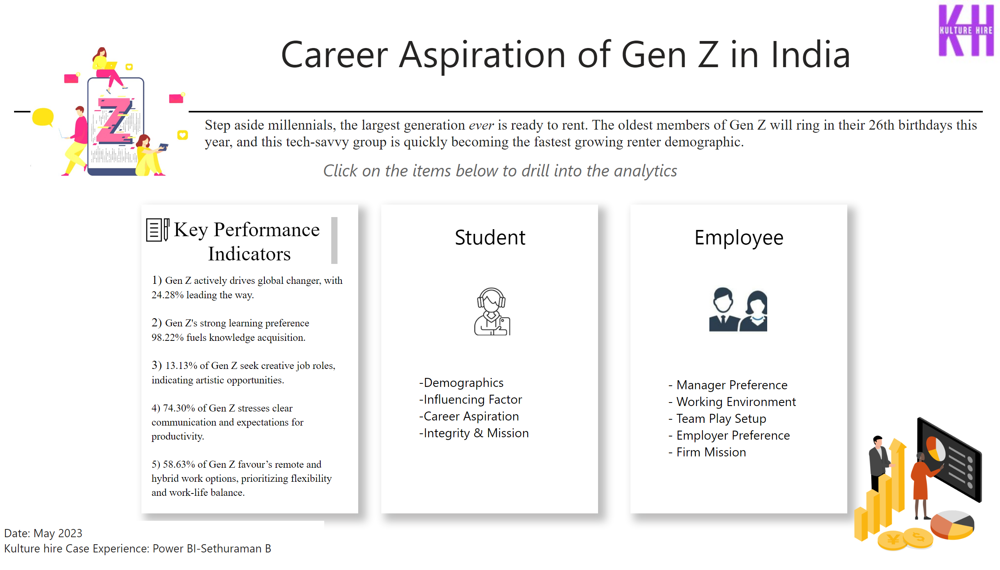 KULTURE HIRE
Career Aspiration of Gen Z in India
Step aside millennials, the largest generation ever is ready to rent. The oldest members of Gen Z will ring in their 26th birthdays this
year, and this tech-savvy group is quickly becoming the fastest growing renter demographic.
Click on the items below to drill into the analytics
Z
Key Performance
Indicators
1) Gen Z actively drives global changer, with
24.28% leading the way.
2) Gen Z's strong learning preference
98.22% fuels knowledge acquisition.
3) 13.13% of Gen Z seek creative job roles,
indicating artistic opportunities.
4) 74.30% of Gen Z stresses clear
communication and expectations for
productivity.
5) 58.63% of Gen Z favour’s remote and
hybrid work options, prioritizing flexibility
and work-life balance.
Student
-Demographics
-Influencing Factor
-Career Aspiration
-Integrity & Mission
Employee
- Manager Preference
- Working Environment
- Team Play Setup
- Employer Preference
- Firm Mission
¥ $
Date: May 2023
Kulture hire Case Experience: Power BI-Sethuraman B